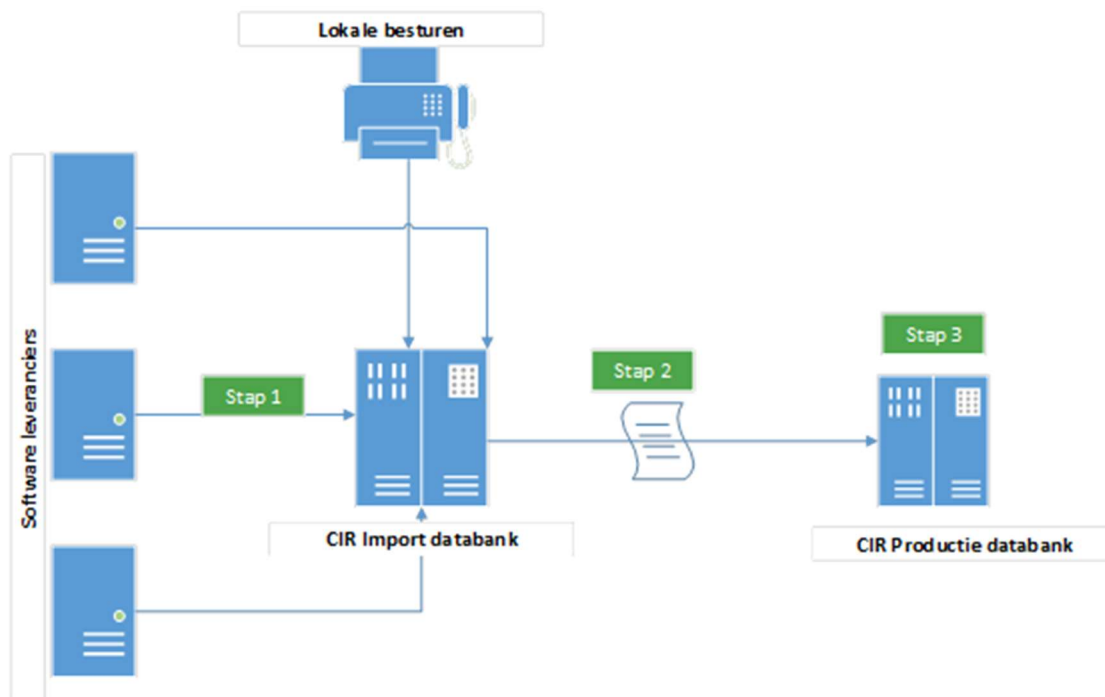 Lokale besturen
Software leveranciers
Stap 1
Stap 2
Stap 3
CIR Import databank
CIR Productie databank